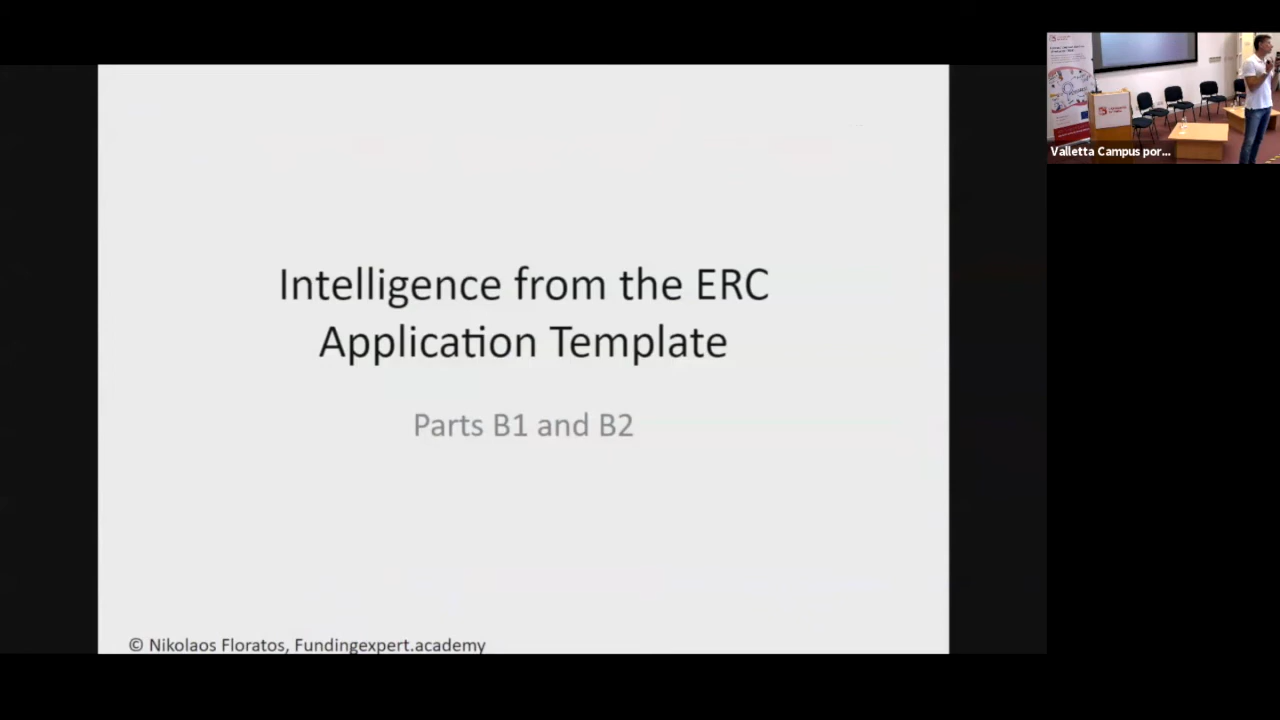 Intelligence from the ERC
Application Template
Parts B1 and B2
© Nikolaos Floratos, Fundingexpert.academy
Valletta Campus por...